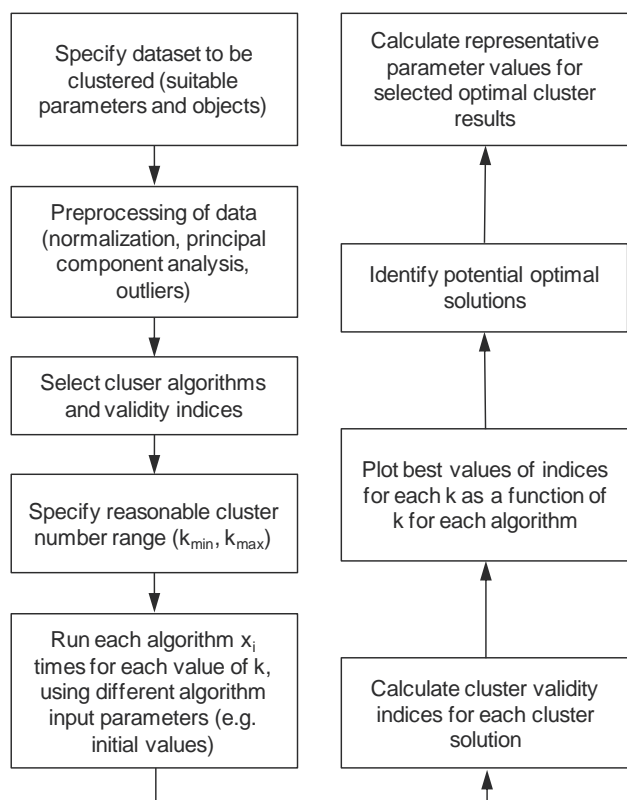 Specify dataset to be
clustered (suitable
parameters and objects)
Preprocessing of data
(normalization, principal
component analysis,
outliers)
Select cluser algorithms
and validity indices
Specify reasonable cluster
number range (kmin, kmax)
Run each algorithm xi
times for each value of k,
using different algorithm
input parameters (e.g.
initial values)
Calculate cluster validity
indices for each cluster
solution
Plot best values of indices
for each k as a function of
k for each algorithm
Identify potential optimal
solutions
Calculate representative
parameter values for
selected optimal cluster
results